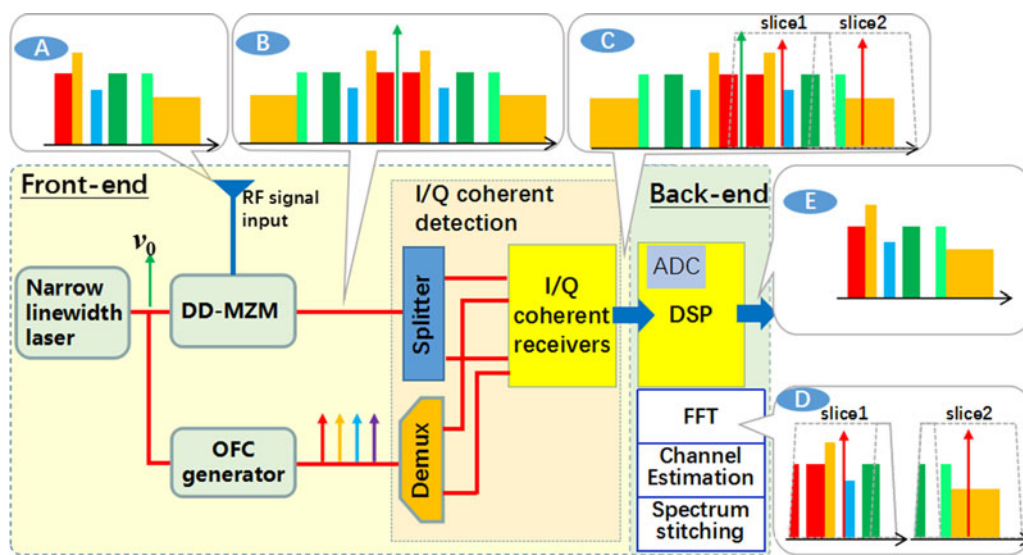 A
B
C
slice1
slice2
Front-end
RF signal
input
I/Q coherent
detection
Back-end
E
ν0
Narrow
linewidth
laser
DD-MZM
Splitter
I/Q
coherent
receivers
ADC
DSP
OFC
generator
Demux
FFT
Channel
Estimation
Spectrum
stitching
D
slice1
slice2